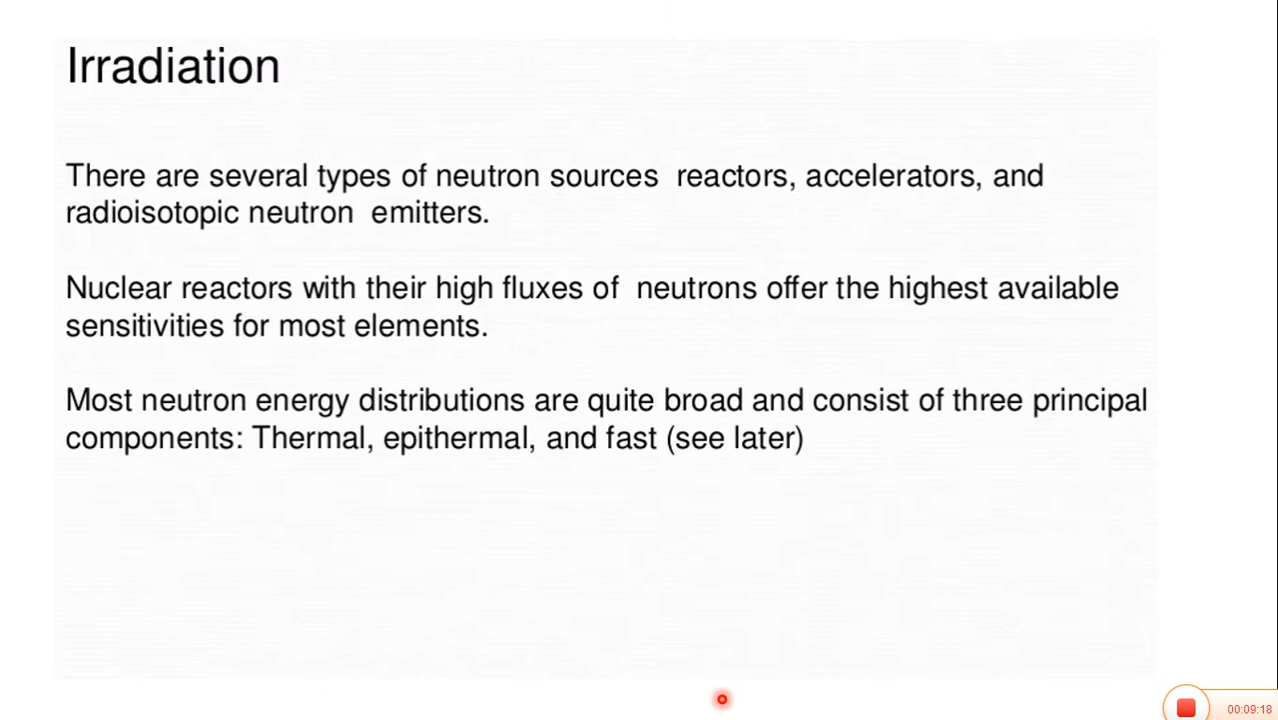 Irradiation
There are several types of neutron sources  reactors, accelerators, and
radioisotopic neutron  emitters.
Nuclear reactors with their high fluxes of  neutrons offer the highest available
sensitivities for most elements.
Most neutron energy distributions are quite broad and consist of three principal
components: Thermal, epithermal, and fast (see later)
00:09:18